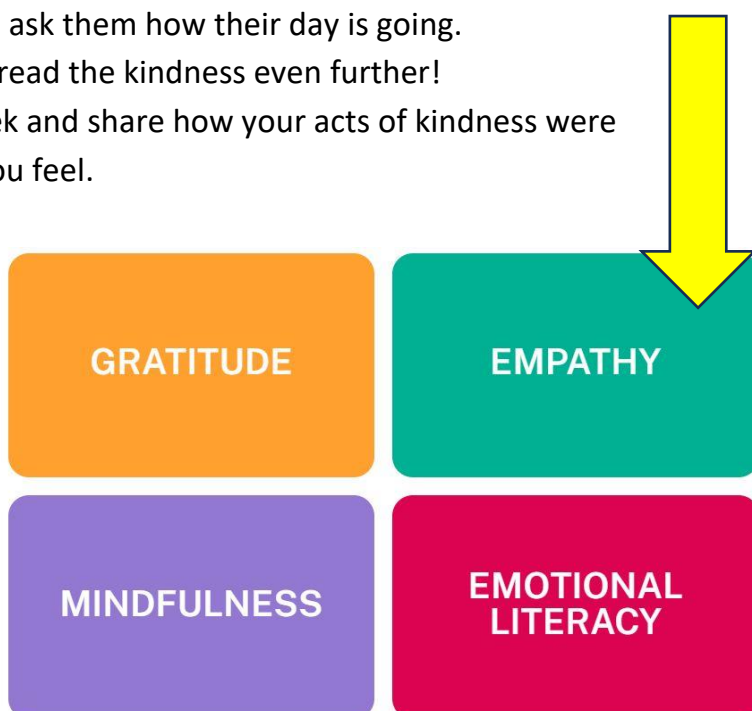 ask them how their day is going.
read the kindness even further!
ek and share how your acts of kindness were
ou feel.
GRATITUDE
EMPATHY
MINDFULNESS
EMOTIONAL
LITERACY